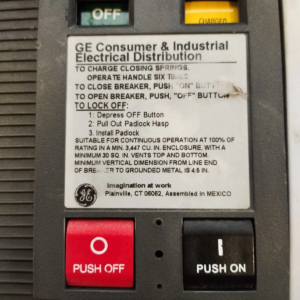 OFF
CHARGED
GE Consumer & Industrial
Electrical Distribution
TO CHARGE CLOSING SPRINGS,
OPERATE HANDLE SIX TIMES
TO CLOSE BREAKER, PUSH "ON" BUTTON
TO OPEN BREAKER, PUSH, "OFF" BUTTON
TO LOCK OFF:
1: Depress OFF Button
2: Pull Out Padlock Hasp
3: Install Padlock
SUITABLE FOR CONTINUOUS OPERATION AT 100% OF
RATING IN A MIN. 3,447 CU. IN. ENCLOSURE, WITH A
MINIMUM 30 SQ. IN. VENTS TOP AND BOTTOM.
MINIMUM VERTICAL DIMENSION FROM LINE END
OF BREAKER TO GROUNDED METAL IS 4.5 IN.
imagination at work
Plainville, CT 06062, Assembled in MEXICO
GE
O
PUSH OFF
I
PUSH ON